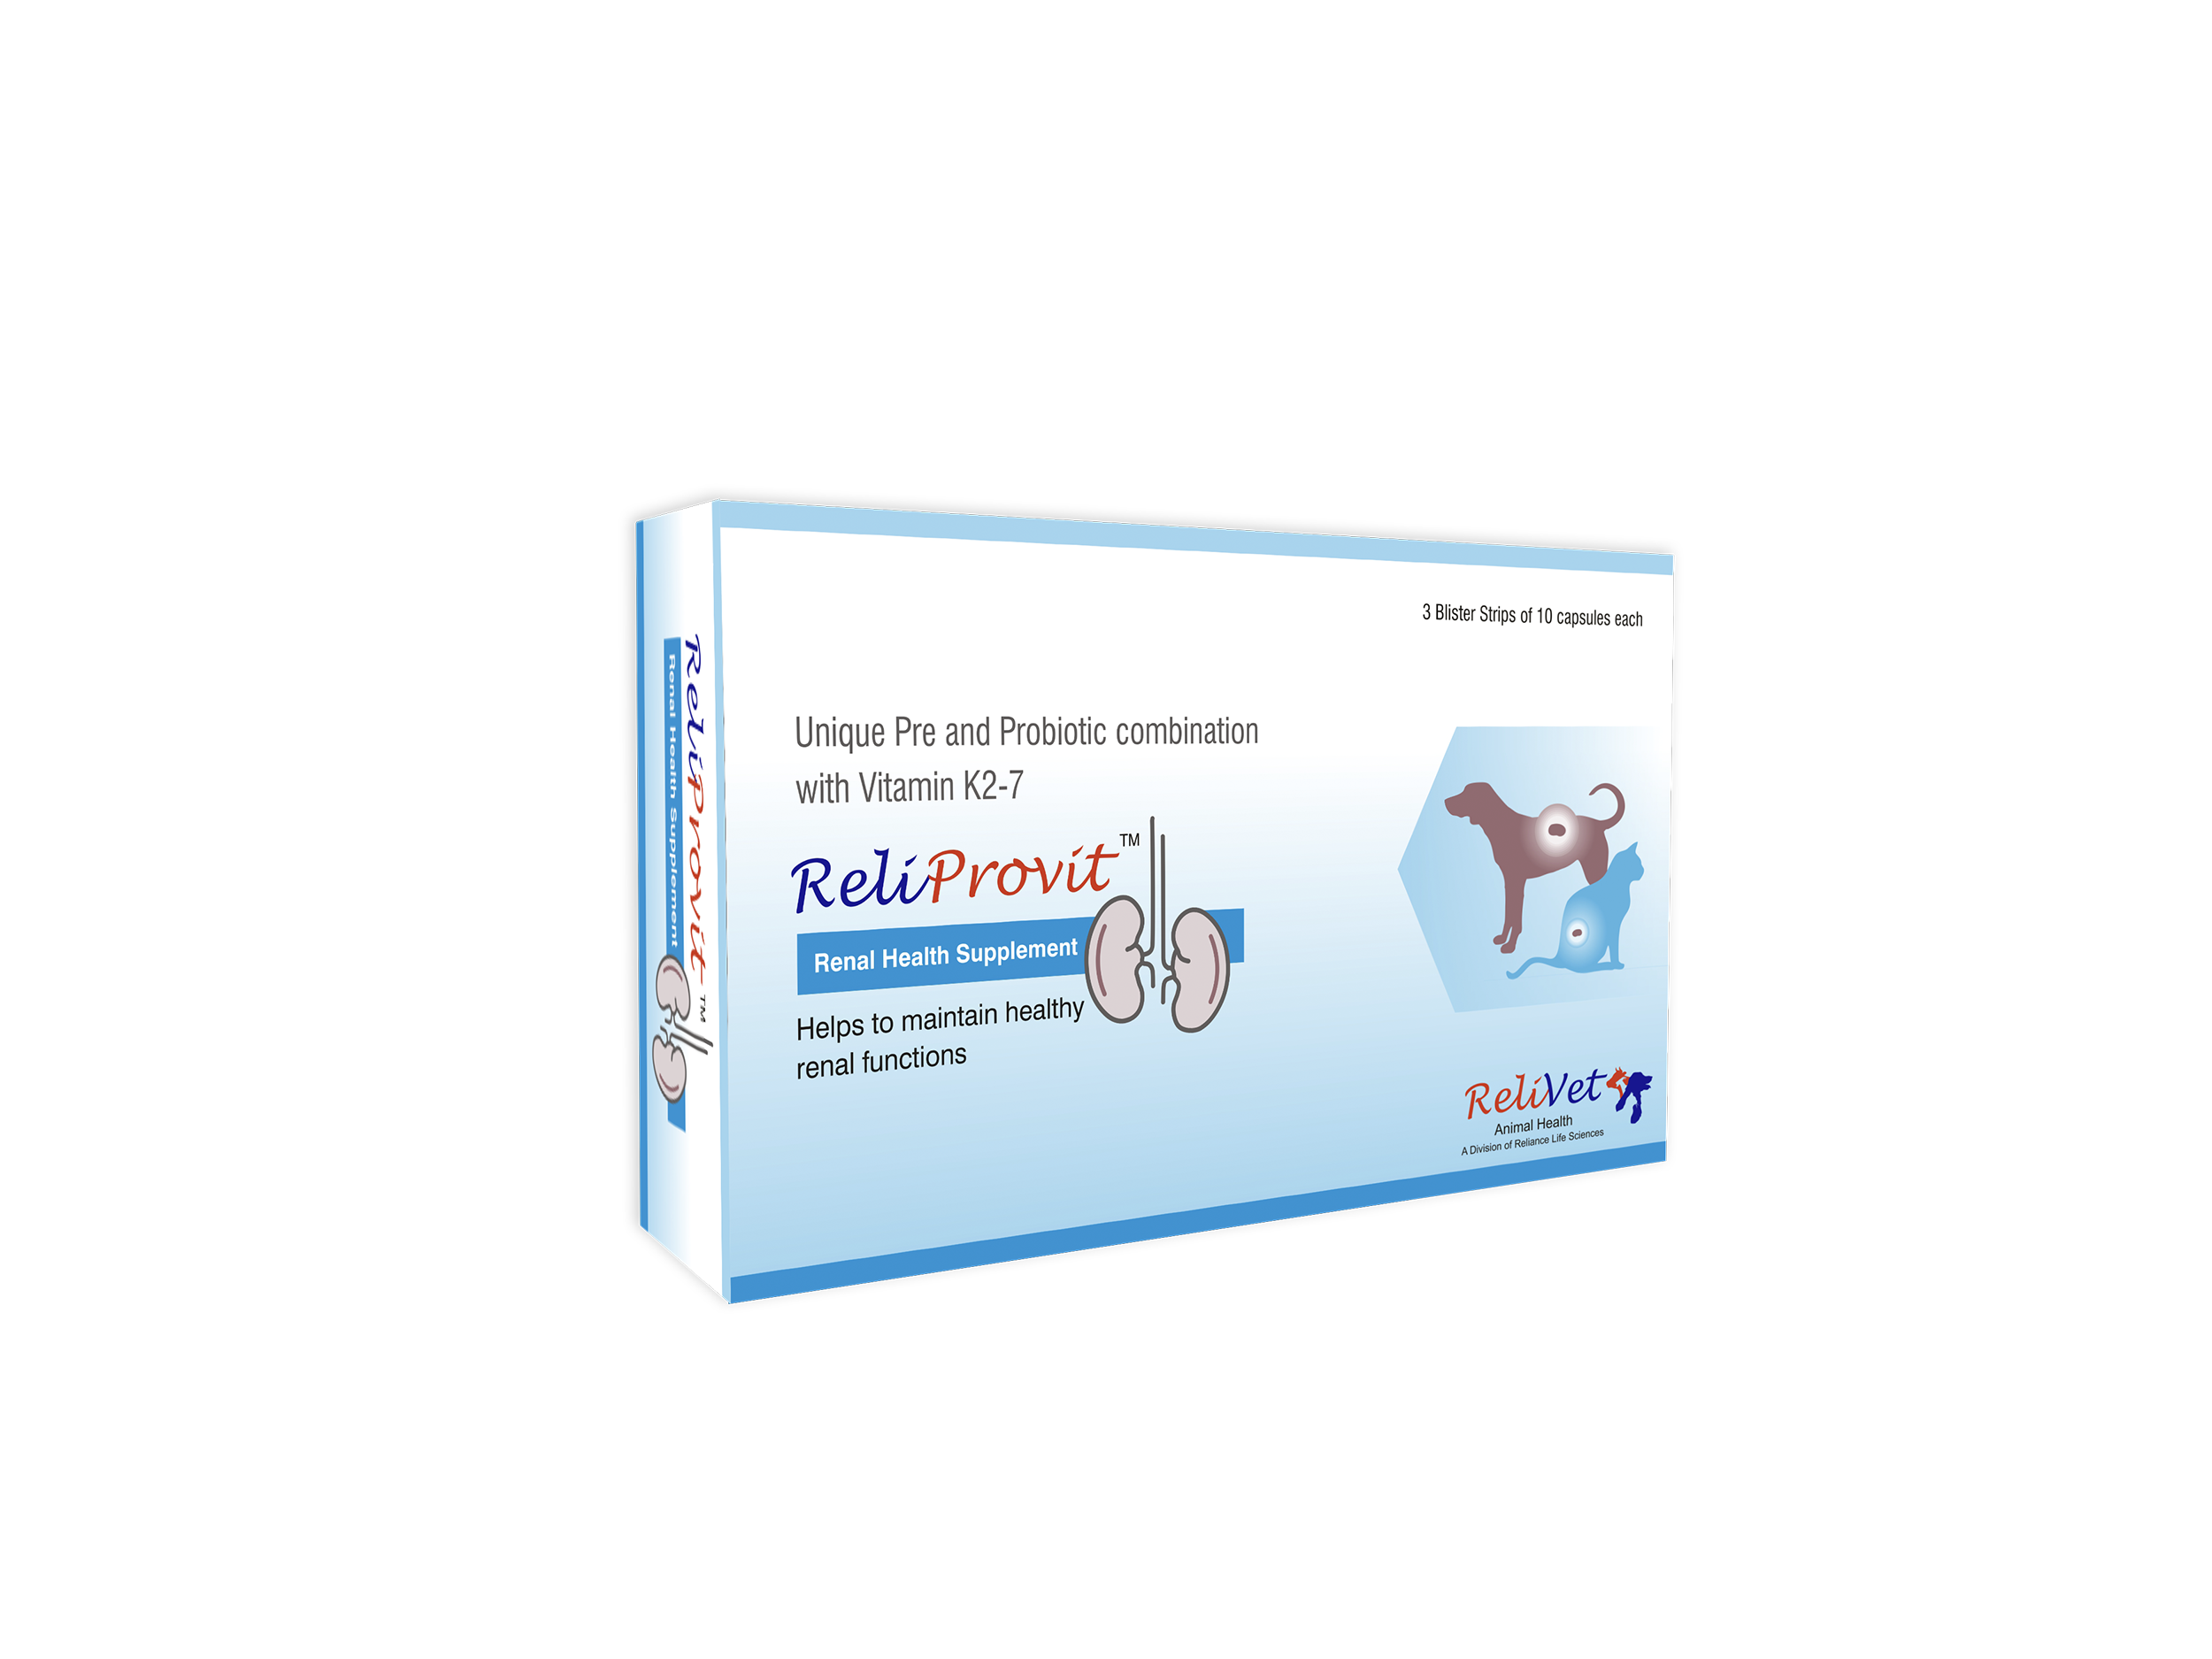 3 Blister Strips of 10 capsules each
Unique Pre and Probiotic combination
with Vitamin K2-7
ReliProvit™
Renal Health Supplement
Helps to maintain healthy
renal functions
ReliVet
Animal Health
A Division of Reliance Life Sciences
ReliProvit™
Renal Health Supplement